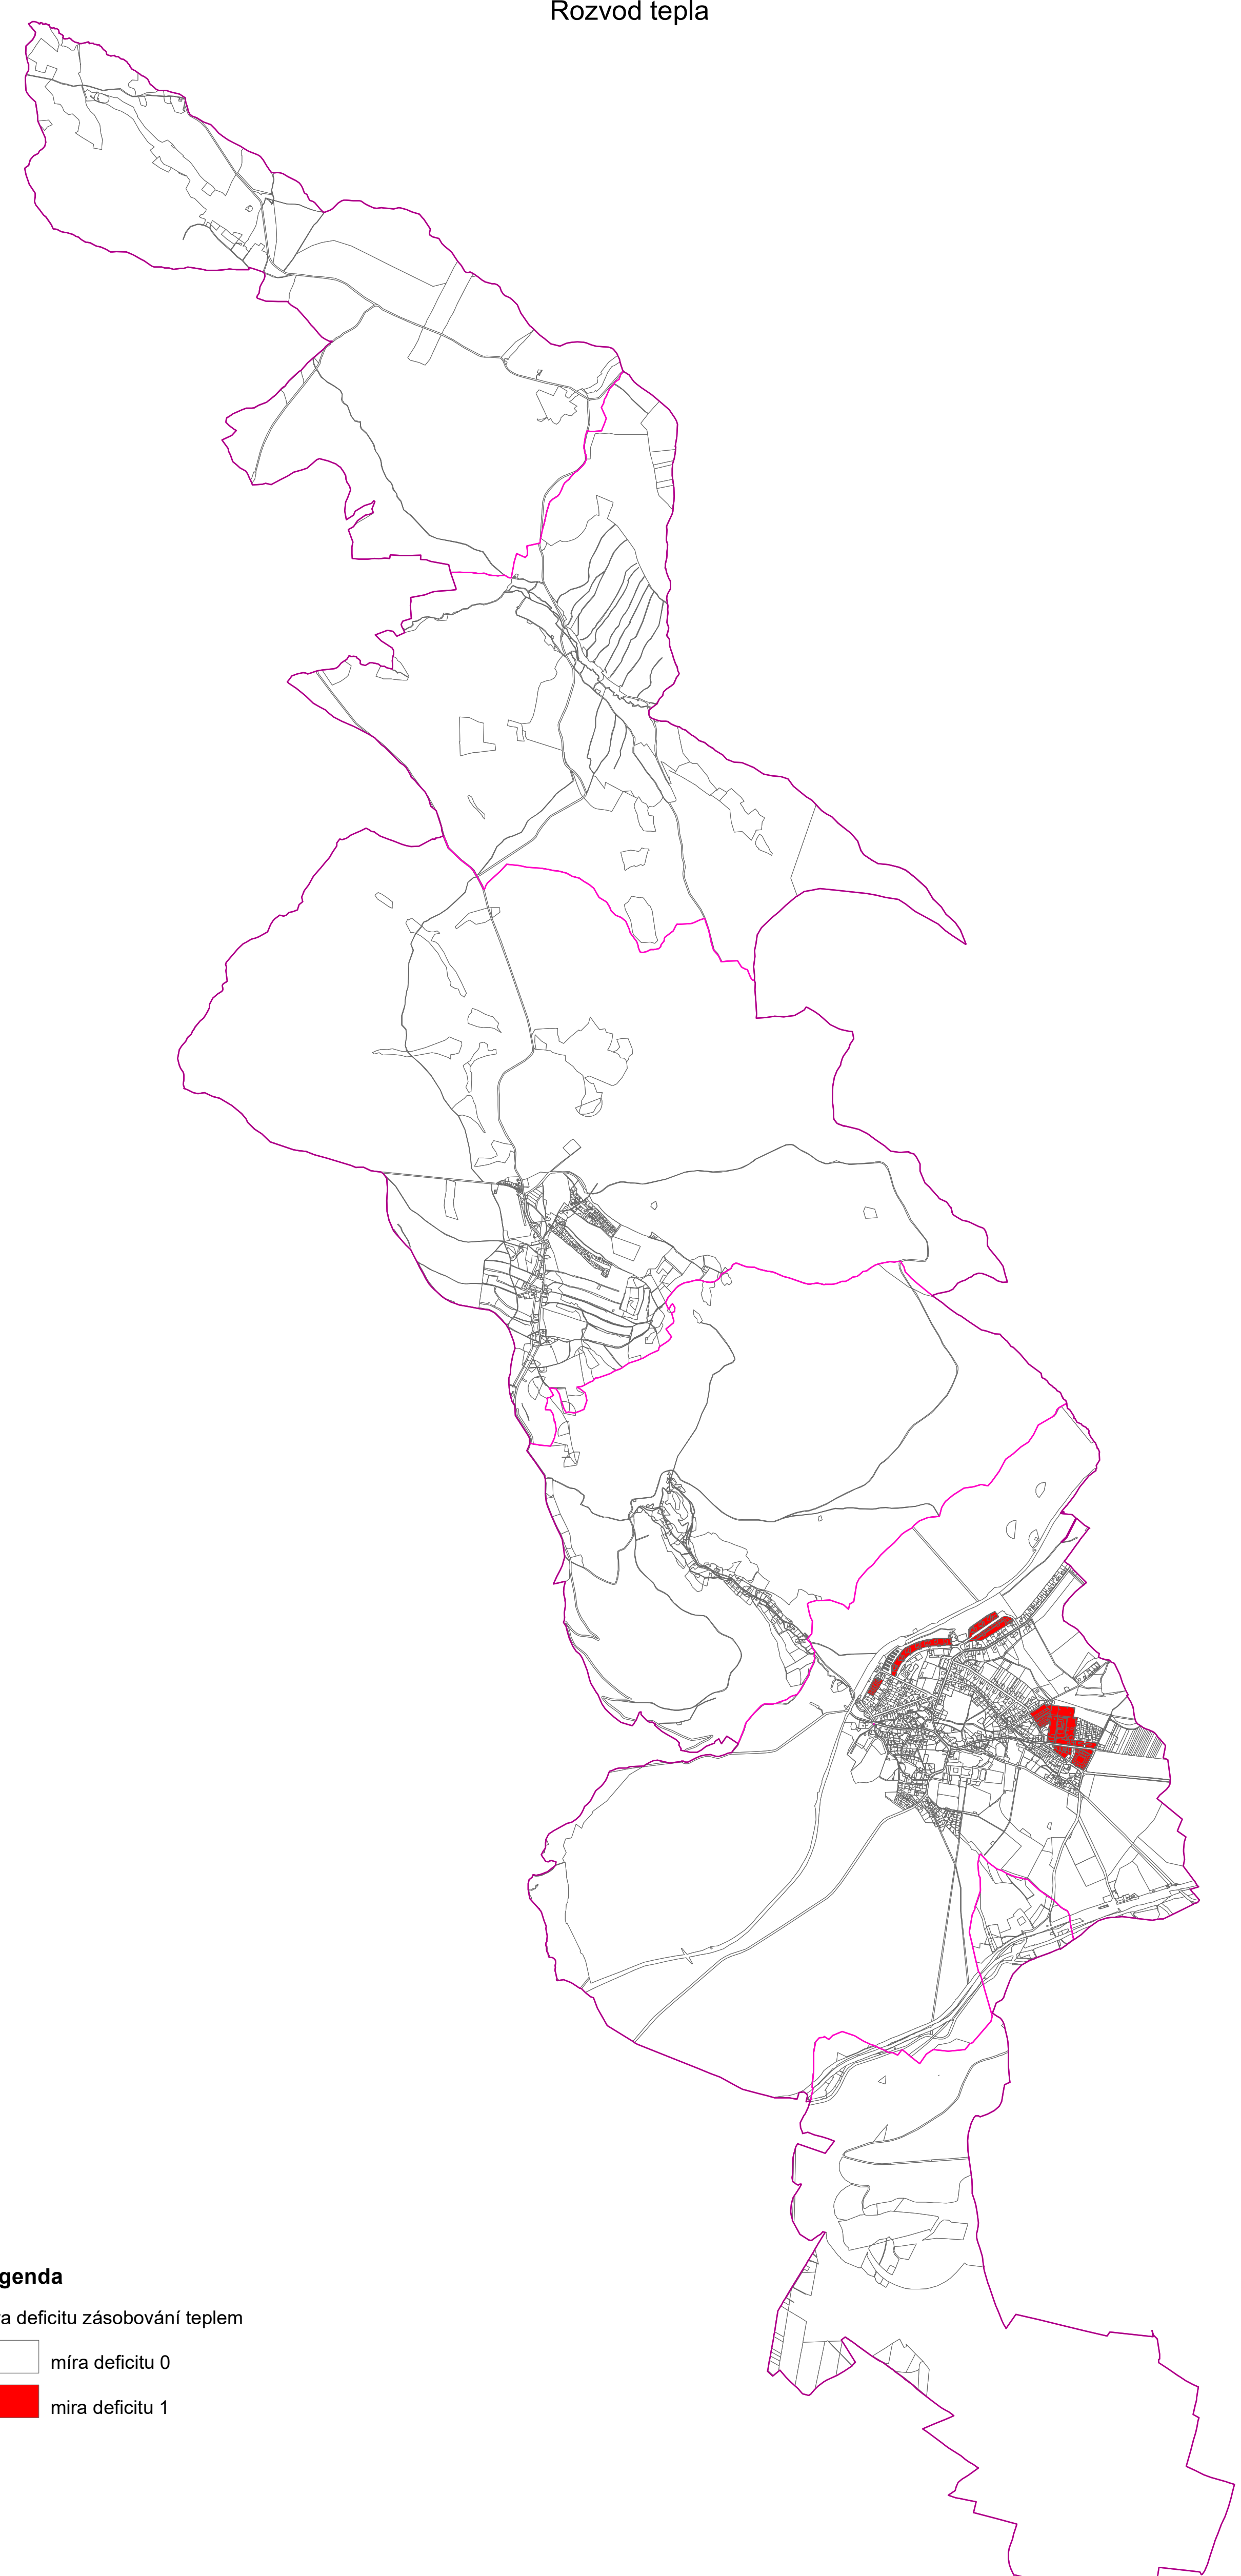 Rozvod tepla
genda
a deficitu zásobování teplem
míra deficitu 0
mira deficitu 1